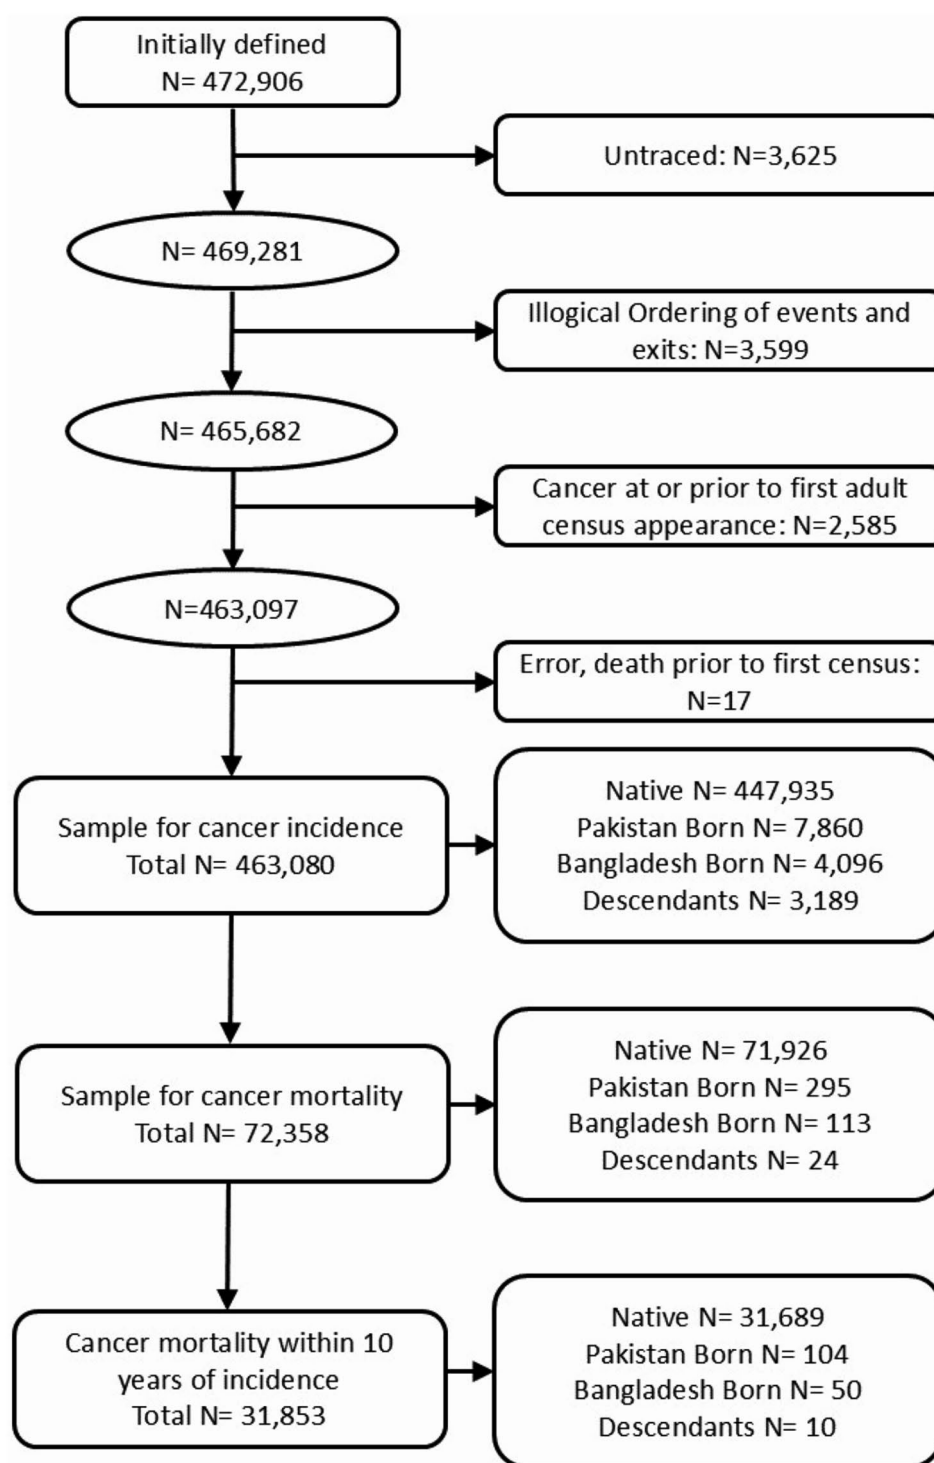 Initially defined
N= 472,906
Untraced: N=3,625
N= 469,281
Illogical Ordering of events and
exits: N=3,599
N= 465,682
Cancer at or prior to first adult
census appearance: N=2,585
N=463,097
Error, death prior to first census:
N=17
Sample for cancer incidence
Total N= 463,080
Native N= 447,935
Pakistan Born N= 7,860
Bangladesh Born N= 4,096
Descendants N= 3,189
Sample for cancer mortality
Total N= 72,358
Native N= 71,926
Pakistan Born N= 295
Bangladesh Born N= 113
Descendants N= 24
Cancer mortality within 10
years of incidence
Total N= 31,853
Native N= 31,689
Pakistan Born N= 104
Bangladesh Born N= 50
Descendants N= 10